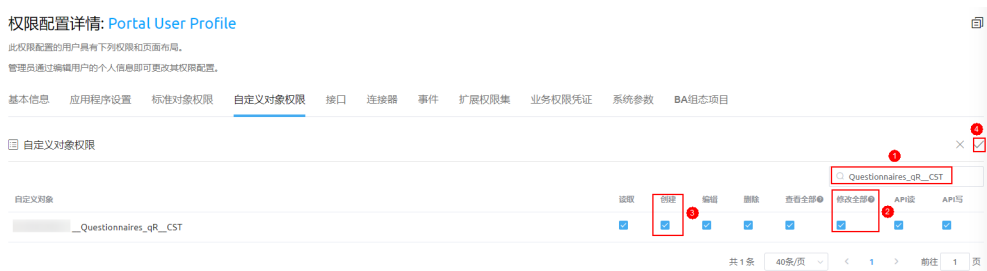 权限配置详情: Portal User Profile
此权限配置的用户具有下列权限和页面布局。
管理员通过编辑用户的个人信息即可更改其权限配置。
基本信息 应用程序设置 标准对象权限 自定义对象权限 接口 连接器 事件 扩展权限集 业务权限凭证 系统参数 BA组态项目
自定义对象权限
4
1
Questionnaires_qR__CST
自定义对象 读取 创建 编辑 删除 查看全部 修改全部 API读 API写
3 2
__Questionnaires_qR__CST
共 1 条 40条/页 1 前往 1 页